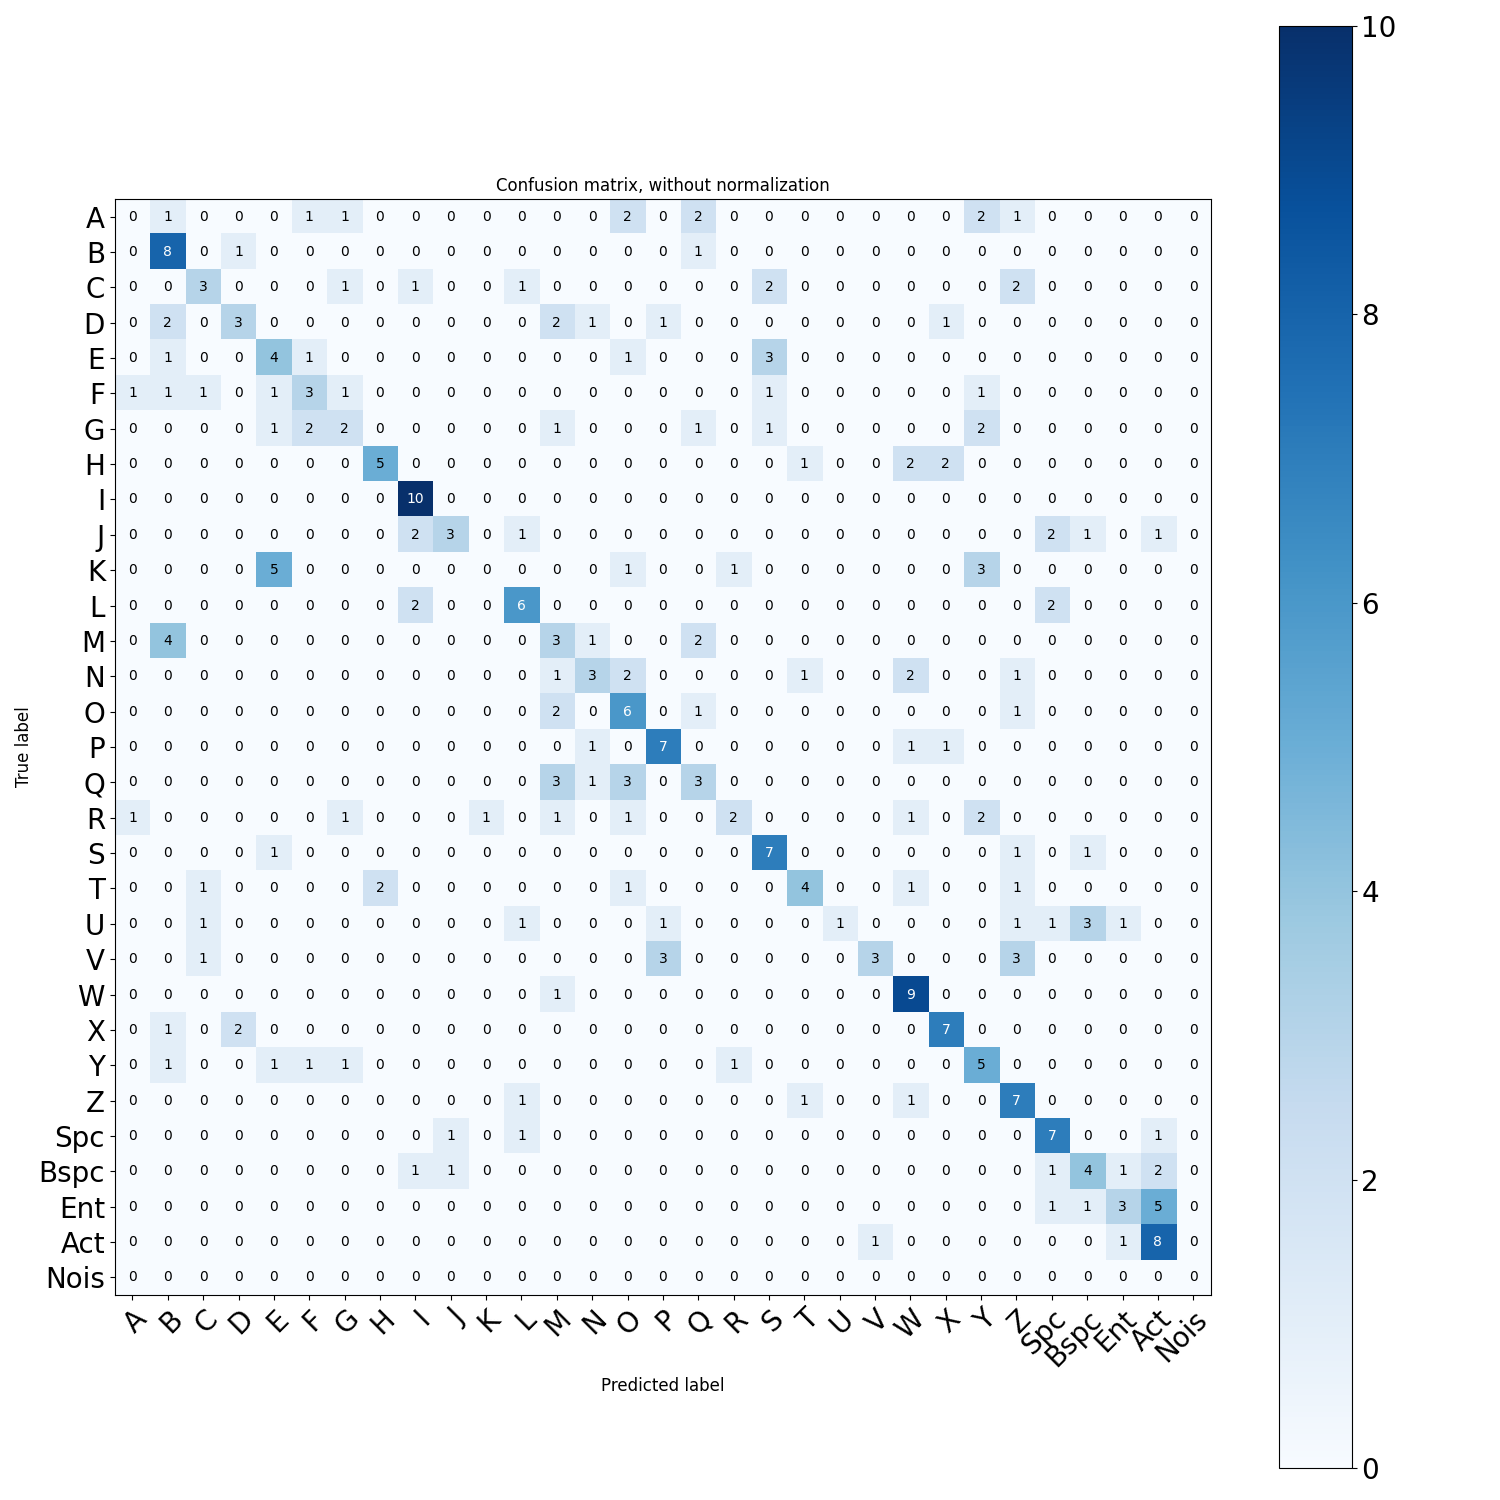 Confusion matrix, without normalization
A 0 1 0 0 0 1 1 0 0 0 0 0 0 0 2 0 2 0 0 0 0 0 0 0 2 1 0 0 0 0 0
B 0 8 0 1 0 0 0 0 0 0 0 0 0 0 0 0 1 0 0 0 0 0 0 0 0 0 0 0 0 0 0
C 0 0 3 0 0 0 1 0 1 0 0 1 0 0 0 0 0 0 2 0 0 0 0 0 0 2 0 0 0 0 0
D 0 2 0 3 0 0 0 0 0 0 0 0 2 1 0 1 0 0 0 0 0 0 0 1 0 0 0 0 0 0 0
E 0 1 0 0 4 1 0 0 0 0 0 0 0 0 1 0 0 0 3 0 0 0 0 0 0 0 0 0 0 0 0
F 1 1 1 0 1 3 1 0 0 0 0 0 0 0 0 0 0 0 1 0 0 0 0 0 1 0 0 0 0 0 0
G 0 0 0 0 1 2 2 0 0 0 0 0 1 0 0 0 1 0 1 0 0 0 0 0 2 0 0 0 0 0 0
H 0 0 0 0 0 0 0 5 0 0 0 0 0 0 0 0 0 0 0 1 0 0 2 2 0 0 0 0 0 0 0
I 0 0 0 0 0 0 0 0 10 0 0 0 0 0 0 0 0 0 0 0 0 0 0 0 0 0 0 0 0 0 0
J 0 0 0 0 0 0 0 0 2 3 0 1 0 0 0 0 0 0 0 0 0 0 0 0 0 0 2 1 0 1 0
K 0 0 0 0 5 0 0 0 0 0 0 0 0 0 1 0 0 1 0 0 0 0 0 0 3 0 0 0 0 0 0
L 0 0 0 0 0 0 0 0 2 0 0 6 0 0 0 0 0 0 0 0 0 0 0 0 0 0 2 0 0 0 0
M 0 4 0 0 0 0 0 0 0 0 0 0 3 1 0 0 2 0 0 0 0 0 0 0 0 0 0 0 0 0 0
N 0 0 0 0 0 0 0 0 0 0 0 0 1 3 2 0 0 0 0 1 0 0 2 0 0 1 0 0 0 0 0
O 0 0 0 0 0 0 0 0 0 0 0 0 2 0 6 0 1 0 0 0 0 0 0 0 0 1 0 0 0 0 0
P 0 0 0 0 0 0 0 0 0 0 0 0 0 1 0 7 0 0 0 0 0 0 1 1 0 0 0 0 0 0 0
Q 0 0 0 0 0 0 0 0 0 0 0 0 3 1 3 0 3 0 0 0 0 0 0 0 0 0 0 0 0 0 0
R 1 0 0 0 0 0 1 0 0 0 1 0 1 0 1 0 0 2 0 0 0 0 1 0 2 0 0 0 0 0 0
S 0 0 0 0 1 0 0 0 0 0 0 0 0 0 0 0 0 0 7 0 0 0 0 0 0 1 0 1 0 0 0
T 0 0 1 0 0 0 0 2 0 0 0 0 0 0 1 0 0 0 0 4 0 0 1 0 0 1 0 0 0 0 0
U 0 0 1 0 0 0 0 0 0 0 0 1 0 0 0 1 0 0 0 0 1 0 0 0 0 1 1 3 1 0 0
V 0 0 1 0 0 0 0 0 0 0 0 0 0 0 0 3 0 0 0 0 0 3 0 0 0 3 0 0 0 0 0
W 0 0 0 0 0 0 0 0 0 0 0 0 1 0 0 0 0 0 0 0 0 0 9 0 0 0 0 0 0 0 0
X 0 1 0 2 0 0 0 0 0 0 0 0 0 0 0 0 0 0 0 0 0 0 0 7 0 0 0 0 0 0 0
Y 0 1 0 0 1 1 1 0 0 0 0 0 0 0 0 0 0 1 0 0 0 0 0 0 5 0 0 0 0 0 0
Z 0 0 0 0 0 0 0 0 0 0 0 1 0 0 0 0 0 0 0 1 0 0 1 0 0 7 0 0 0 0 0
Spc 0 0 0 0 0 0 0 0 0 1 0 1 0 0 0 0 0 0 0 0 0 0 0 0 0 0 7 0 0 1 0
Bspc 0 0 0 0 0 0 0 0 1 1 0 0 0 0 0 0 0 0 0 0 0 0 0 0 0 0 1 4 1 2 0
Ent 0 0 0 0 0 0 0 0 0 0 0 0 0 0 0 0 0 0 0 0 0 0 0 0 0 0 1 1 3 5 0
Act 0 0 0 0 0 0 0 0 0 0 0 0 0 0 0 0 0 0 0 0 0 1 0 0 0 0 0 0 1 8 0
Nois 0 0 0 0 0 0 0 0 0 0 0 0 0 0 0 0 0 0 0 0 0 0 0 0 0 0 0 0 0 0 0
A B C D E F G H I J K L M N O P Q R S T U V W X Y Z Spc Bspc Ent Act Nois
Predicted label
True label
10
8
6
4
2
0